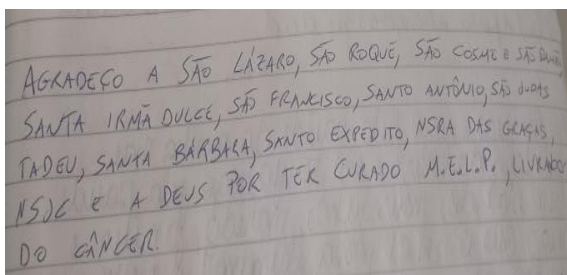 AGRADEÇO A SÃO LÁZARO, SÃO ROQUE, SÃO COSME E SÃO DAMIÃO,
SANTA IRMÃ DULCE, SÃO FRANCISCO, SANTO ANTÔNIO, SÃO JUDAS
TADEU, SANTA BÁRBARA, SANTO EXPEDITO, NSRA DAS GRAÇAS,
NSJC E A DEUS POR TER CURADO M.E.L.P., LIVRANDO
DO CÂNCER.